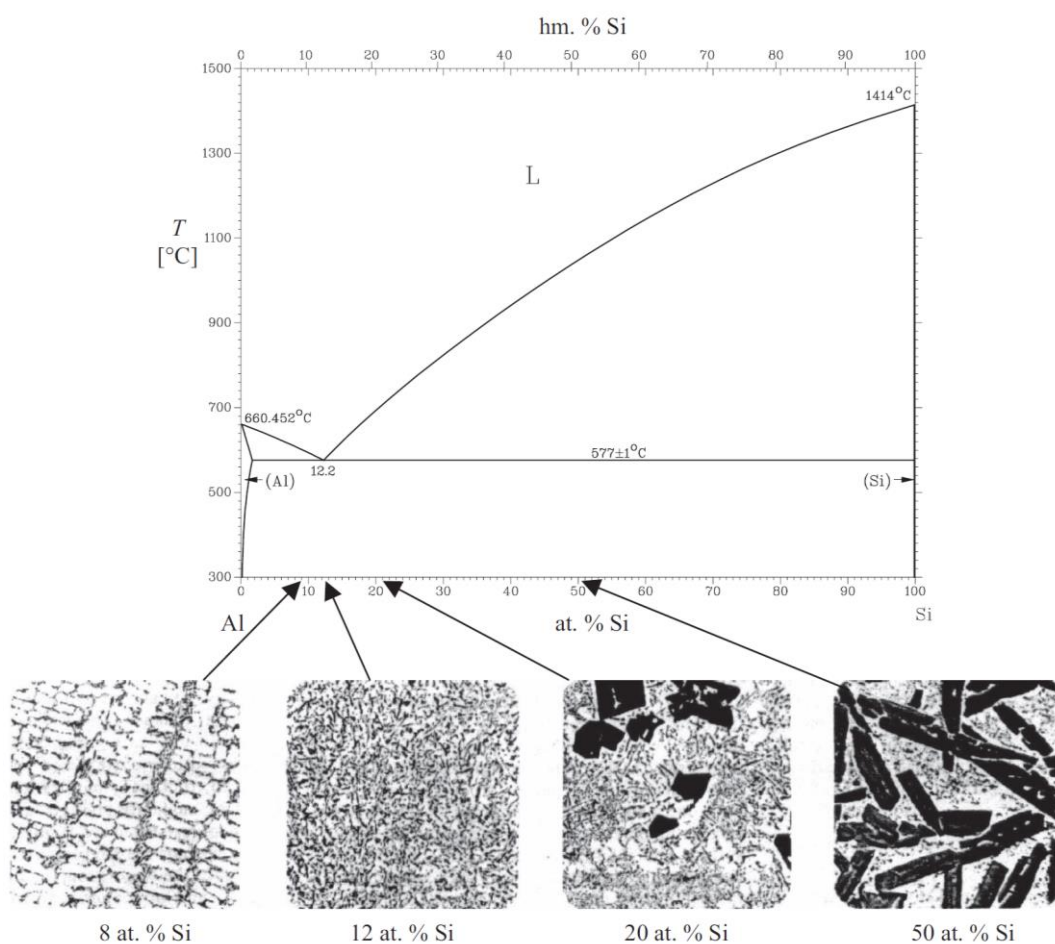 hm. % Si
0 10 20 30 40 50 60 70 80 90 100
1500
1414°C
1300
L
T
[°C]
1100
900
700
660.452°C
577±1°C
12.2
(Al)
(Si)
500
300
0 10 20 30 40 50 60 70 80 90 100
Al
at. % Si
Si
8 at. % Si
12 at. % Si
20 at. % Si
50 at. % Si